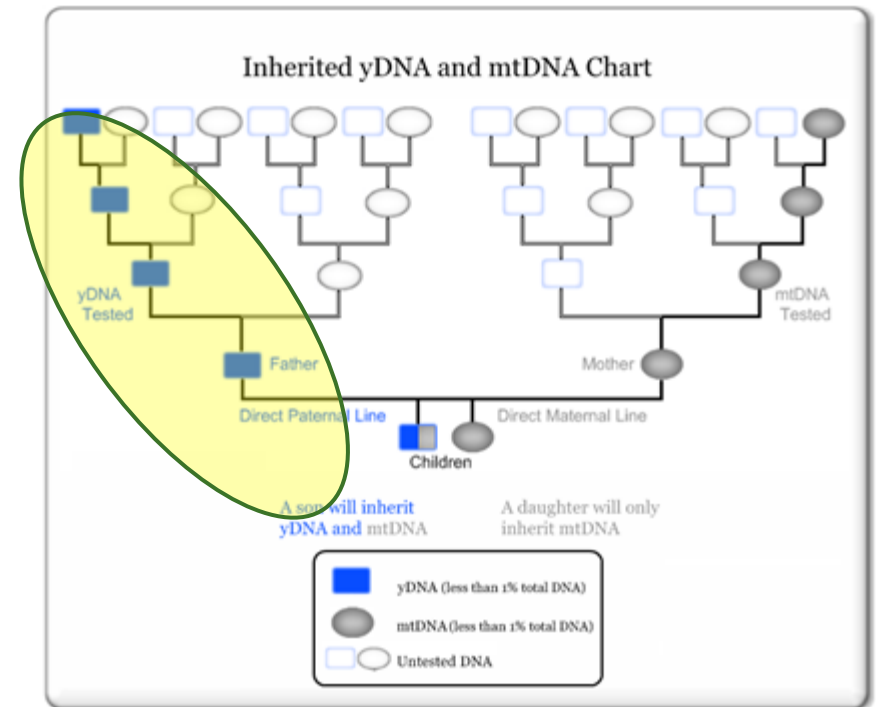 Inherited yDNA and mtDNA Chart
yDNA
Tested
mtDNA
Tested
Father
Mother
Direct Paternal Line
Direct Maternal Line
Children
A son will inherit
yDNA and mtDNA
A daughter will only
inherit mtDNA
yDNA (less than 1% total DNA)
mtDNA (less than 1% total DNA)
Untested DNA